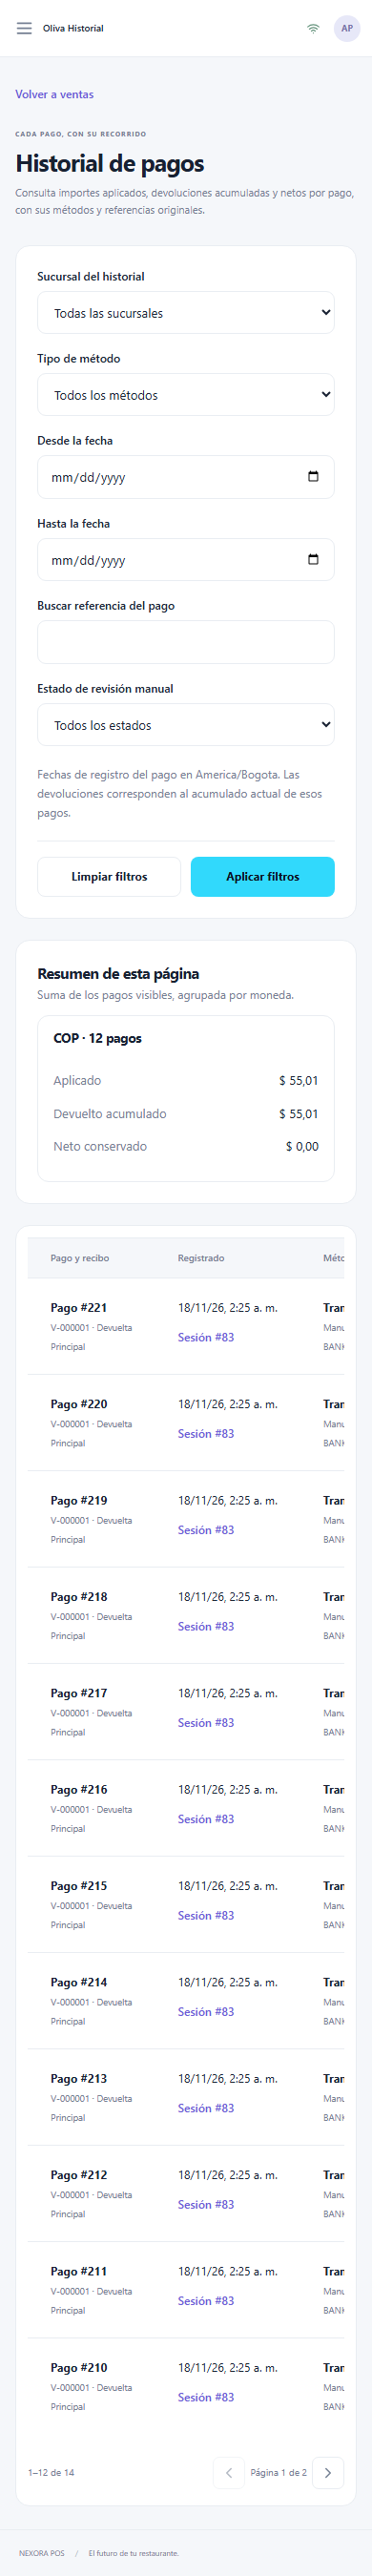 Oliva Historial
AP
Volver a ventas
CADA PAGO, CON SU RECORRIDO
Historial de pagos
Consulta importes aplicados, devoluciones acumuladas y netos por pago,
con sus métodos y referencias originales.
Sucursal del historial
Todas las sucursales
Tipo de método
Todos los métodos
Desde la fecha
mm/dd/yyyy
Hasta la fecha
mm/dd/yyyy
Buscar referencia del pago
Estado de revisión manual
Todos los estados
Fechas de registro del pago en America/Bogota. Las
devoluciones corresponden al acumulado actual de esos
pagos.
Limpiar filtros
Aplicar filtros
Resumen de esta página
Suma de los pagos visibles, agrupada por moneda.
COP · 12 pagos
Aplicado $ 55,01
Devuelto acumulado $ 55,01
Neto conservado $ 0,00
Pago y recibo Registrado
Pago #221 18/11/26, 2:25 a. m.
V-000001 · Devuelta Sesión #83
Principal
Pago #220 18/11/26, 2:25 a. m.
V-000001 · Devuelta Sesión #83
Principal
Pago #219 18/11/26, 2:25 a. m.
V-000001 · Devuelta Sesión #83
Principal
Pago #218 18/11/26, 2:25 a. m.
V-000001 · Devuelta Sesión #83
Principal
Pago #217 18/11/26, 2:25 a. m.
V-000001 · Devuelta Sesión #83
Principal
Pago #216 18/11/26, 2:25 a. m.
V-000001 · Devuelta Sesión #83
Principal
Pago #215 18/11/26, 2:25 a. m.
V-000001 · Devuelta Sesión #83
Principal
Pago #214 18/11/26, 2:25 a. m.
V-000001 · Devuelta Sesión #83
Principal
Pago #213 18/11/26, 2:25 a. m.
V-000001 · Devuelta Sesión #83
Principal
Pago #212 18/11/26, 2:25 a. m.
V-000001 · Devuelta Sesión #83
Principal
Pago #211 18/11/26, 2:25 a. m.
V-000001 · Devuelta Sesión #83
Principal
Pago #210 18/11/26, 2:25 a. m.
V-000001 · Devuelta Sesión #83
Principal
1–12 de 14
Página 1 de 2
NEXORA POS / El futuro de tu restaurante.